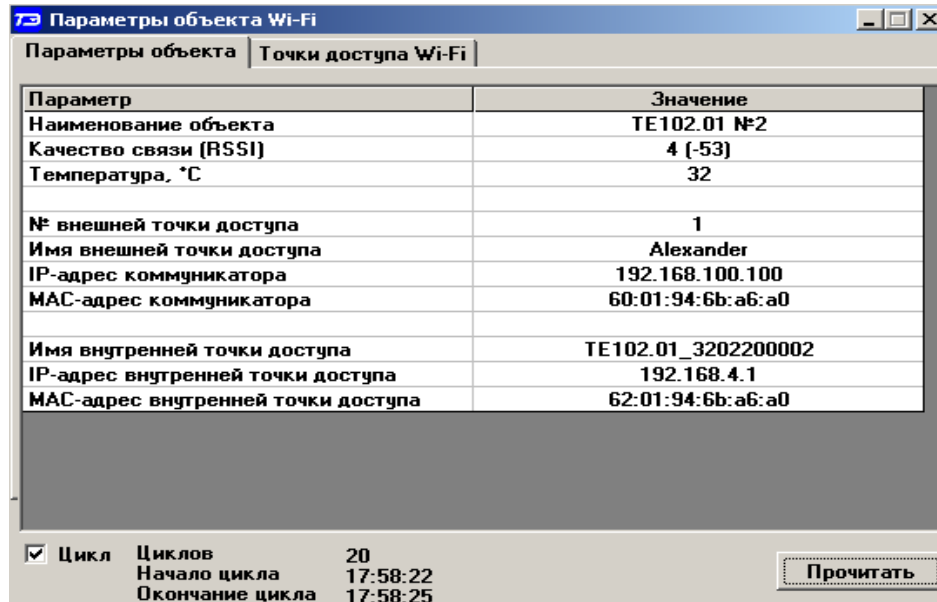 ТЭ Параметры объекта Wi-Fi
Параметры объекта Точки доступа Wi-Fi
Параметр Значение
Наименование объекта TE102.01 №2
Качество связи (RSSI) 4 (-53)
Температура, °C 32
№ внешней точки доступа 1
Имя внешней точки доступа Alexander
IP-адрес коммуникатора 192.168.100.100
MAC-адрес коммуникатора 60:01:94:6b:a6:a0
Имя внутренней точки доступа TE102.01_3202200002
IP-адрес внутренней точки доступа 192.168.4.1
MAC-адрес внутренней точки доступа 62:01:94:6b:a6:a0
Цикл Циклов 20
Начало цикла 17:58:22
Прочитать
Окончание цикла 17:58:25